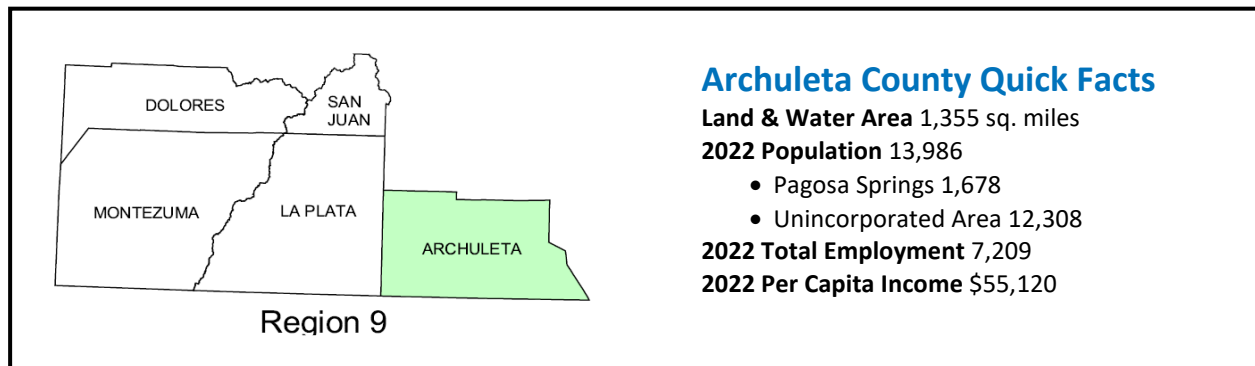 DOLORES
SAN
JUAN
MONTEZUMA
LA PLATA
ARCHULETA
Region 9
Archuleta County Quick Facts
Land & Water Area 1,355 sq. miles
2022 Population 13,986
• Pagosa Springs 1,678
• Unincorporated Area 12,308
2022 Total Employment 7,209
2022 Per Capita Income $55,120